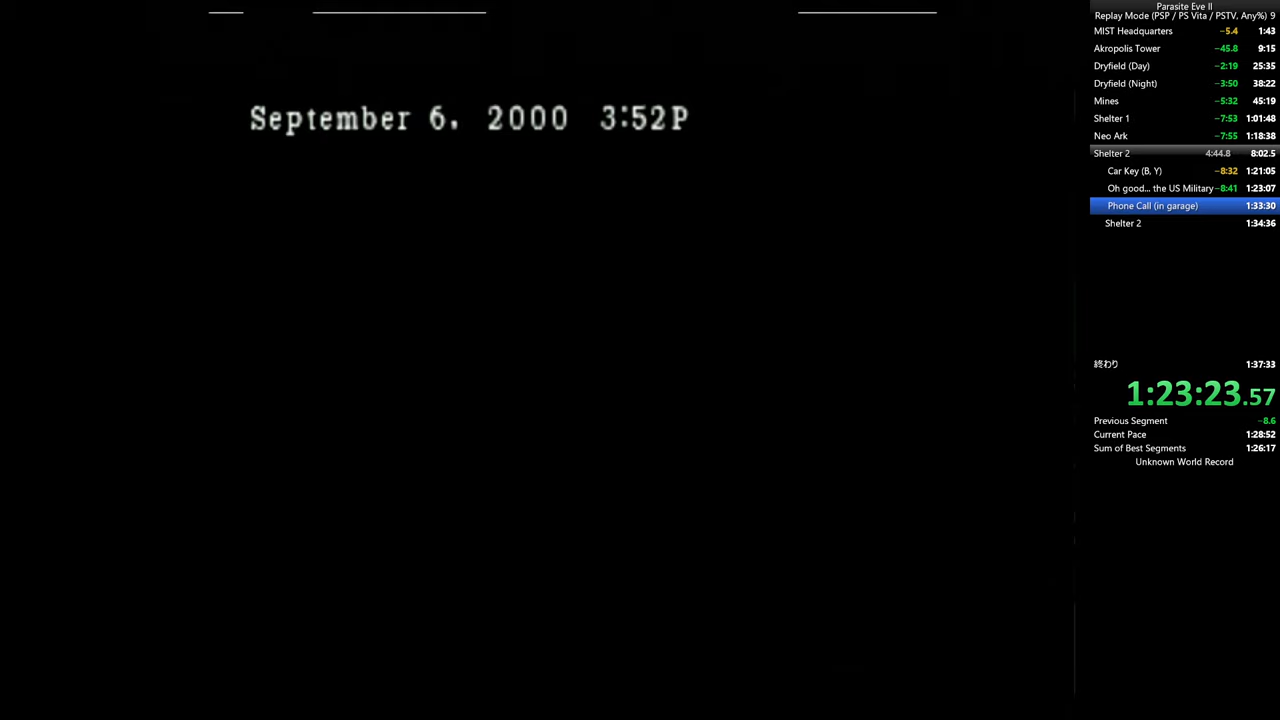 September 6, 2000 3:52P
Parasite Eve II
Replay Mode (PSP / PS Vita / PSTV, Any%) 9
MIST Headquarters -5.4 1:43
Akropolis Tower -45.8 9:15
Dryfield (Day) -2:19 25:35
Dryfield (Night) -3:50 38:22
Mines -5:32 45:19
Shelter 1 -7:53 1:01:48
Neo Ark -7:55 1:18:38
Shelter 2 4:44.8 8:02.5
Car Key (B, Y) -8:32 1:21:05
Oh good... the US Military -8:41 1:23:07
Phone Call (in garage) 1:33:30
Shelter 2 1:34:36
終わり 1:37:33
1:23:23.57
Previous Segment -8.6
Current Pace 1:28:52
Sum of Best Segments 1:26:17
Unknown World Record